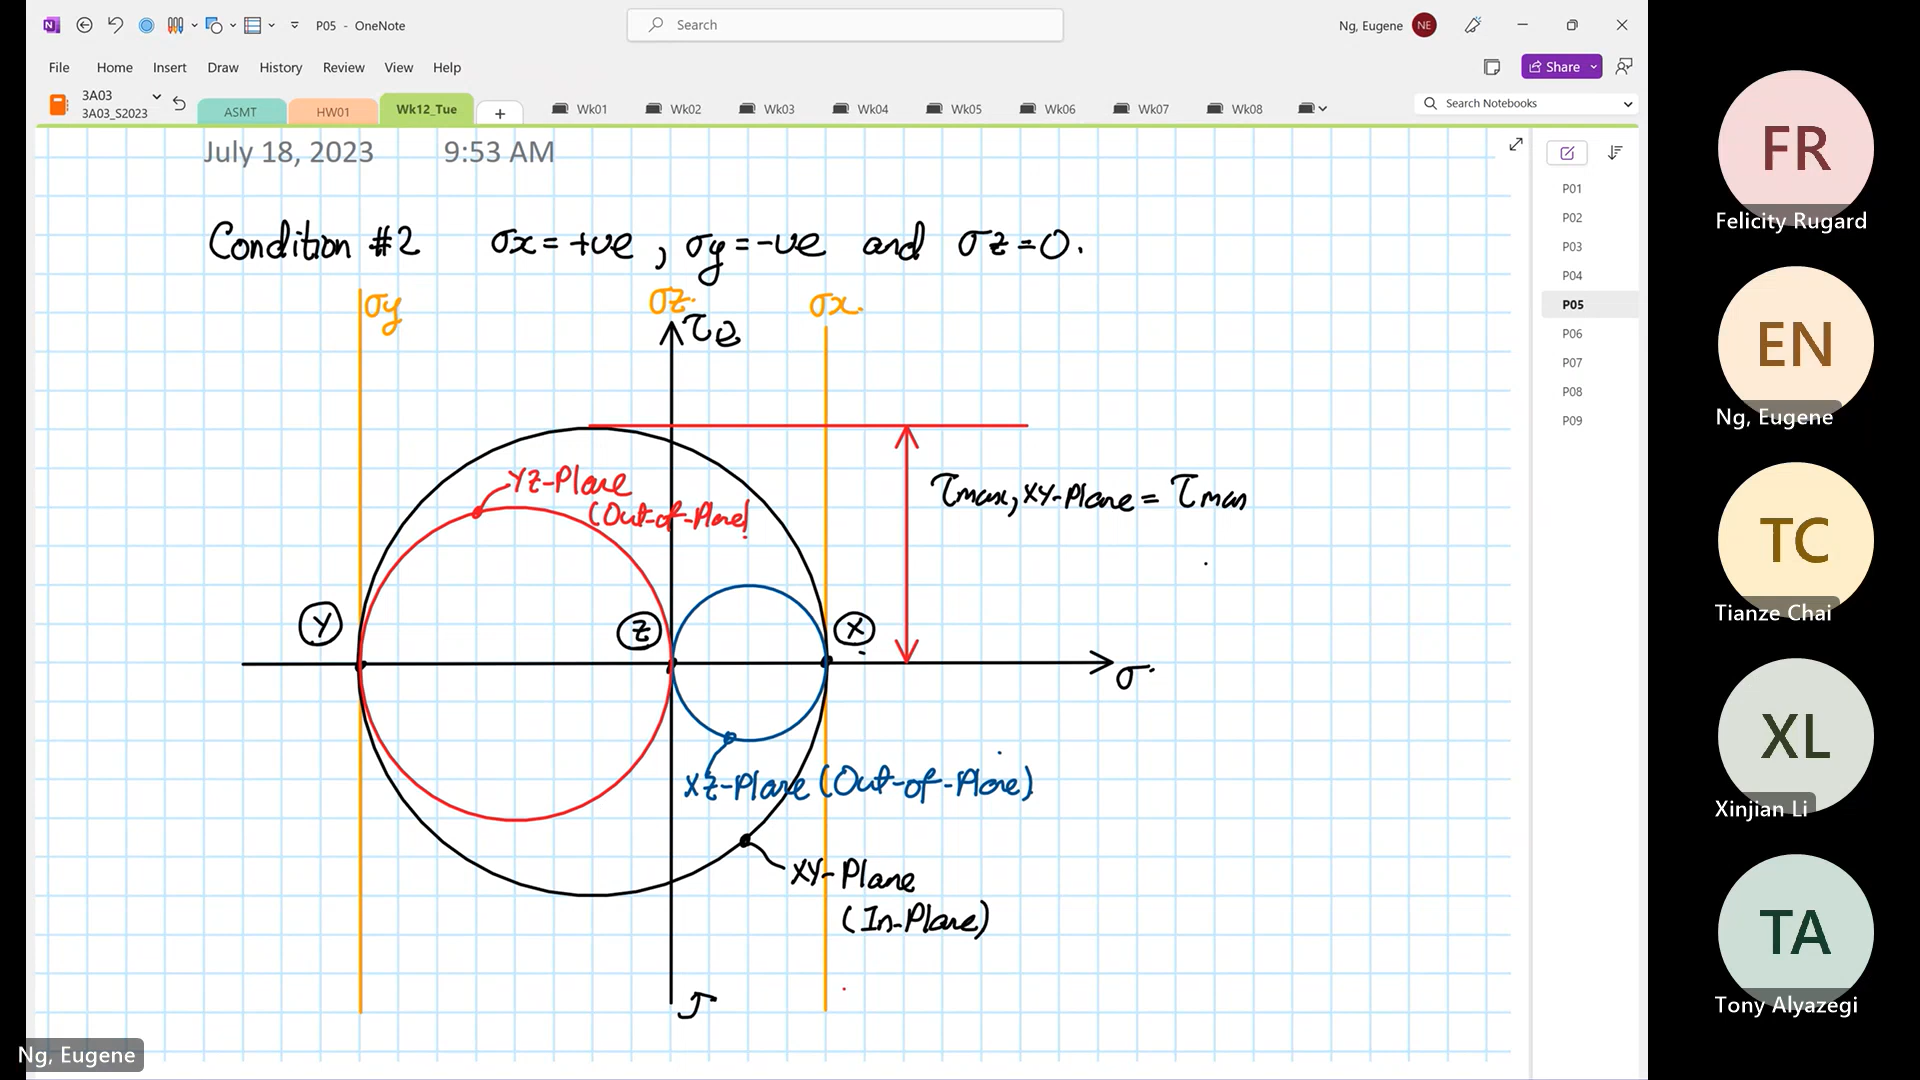 P05 - OneNote
Search
Ng, Eugene
NE
File Home Insert Draw History Review View Help
Share
3A03
3A03_S2023
ASMT HW01 Wk12_Tue + Wk01 Wk02 Wk03 Wk04 Wk05 Wk06 Wk07 Wk08
Search Notebooks
July 18, 2023 9:53 AM
Condition #2 σx = +ve , σy = -ve and σz = 0.
σy σz σx
τ
YZ-Plane
(Out-of-Plane)
τmax, XY-Plane = τmax
Y Z X
σ
XZ-Plane (Out-of-Plane)
XY-Plane
(In-Plane)
P01
P02
P03
P04
P05
P06
P07
P08
P09
FR
Felicity Rugard
EN
Ng, Eugene
TC
Tianze Chai
XL
Xinjian Li
TA
Tony Alyazegi
Ng, Eugene